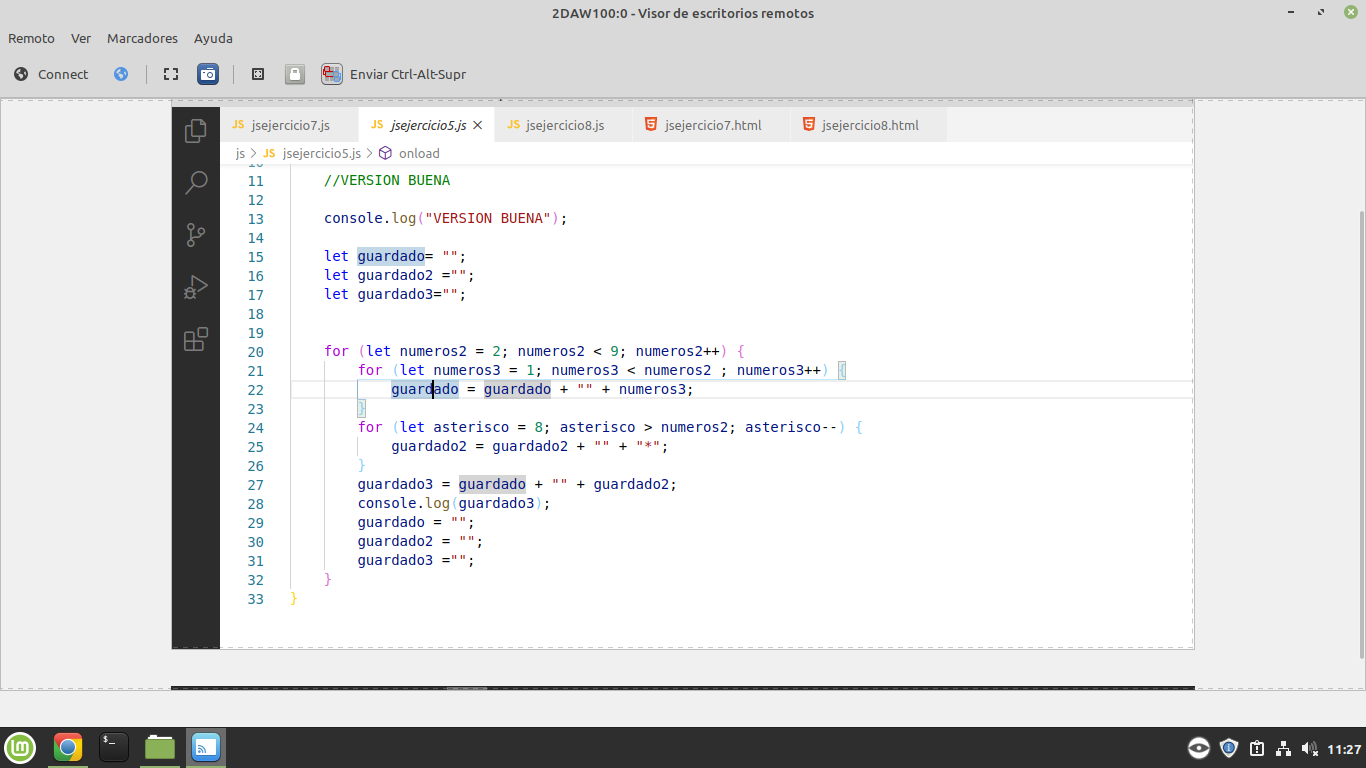 2DAW100:0 - Visor de escritorios remotos
Remoto Ver Marcadores Ayuda
Connect Enviar Ctrl-Alt-Supr
JS jsejercicio7.js JS jsejercicio5.js JS jsejercicio8.js jsejercicio7.html jsejercicio8.html
js > JS jsejercicio5.js > onload
11 //VERSION BUENA
12
13 console.log("VERSION BUENA");
14
15 let guardado= "";
16 let guardado2 ="";
17 let guardado3="";
18
19
20 for (let numeros2 = 2; numeros2 < 9; numeros2++) {
21 for (let numeros3 = 1; numeros3 < numeros2 ; numeros3++) {
22 guardado = guardado + "" + numeros3;
23 }
24 for (let asterisco = 8; asterisco > numeros2; asterisco--) {
25 guardado2 = guardado2 + "" + "*";
26 }
27 guardado3 = guardado + "" + guardado2;
28 console.log(guardado3);
29 guardado = "";
30 guardado2 = "";
31 guardado3 ="";
32 }
33 }
11:27